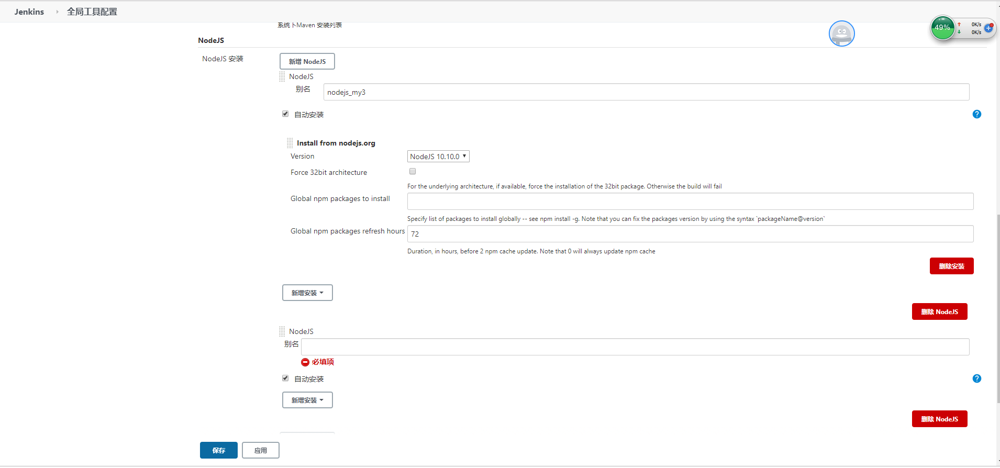 Jenkins 全局工具配置
系统下Maven 安装列表
49% 0K/s
0K/s
NodeJS
NodeJS 安装
新增 NodeJS
NodeJS
别名 nodejs_my3
自动安装
Install from nodejs.org
Version NodeJS 10.10.0
Force 32bit architecture
For the underlying architecture, if available, force the installation of the 32bit package. Otherwise the build will fail
Global npm packages to install
Specify list of packages to install globally -- see npm install -g. Note that you can fix the packages version by using the syntax `packageName@version`
Global npm packages refresh hours 72
Duration, in hours, before 2 npm cache update. Note that 0 will always update npm cache
删除安装
新增安装
删除 NodeJS
NodeJS
别名
必填项
自动安装
新增安装
删除 NodeJS
保存 应用